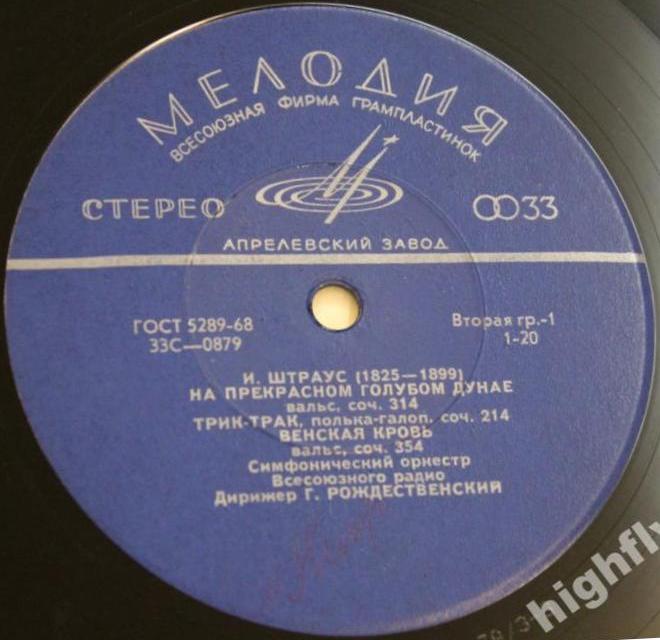 МЕЛОДИЯ
ВСЕСОЮЗНАЯ ФИРМА ГРАМПЛАСТИНОК
СТЕРЕО
33
АПРЕЛЕВСКИЙ ЗАВОД
ГОСТ 5289-68
33С—0879
Вторая гр.-1
1-20
И. ШТРАУС (1825—1899)
НА ПРЕКРАСНОМ ГОЛУБОМ ДУНАЕ
вальс, соч. 314
ТРИК-ТРАК, полька-галоп, соч. 214
ВЕНСКАЯ КРОВЬ
вальс, соч. 354
Симфонический оркестр
Всесоюзного радио
Дирижер Г. РОЖДЕСТВЕНСКИЙ
highfly